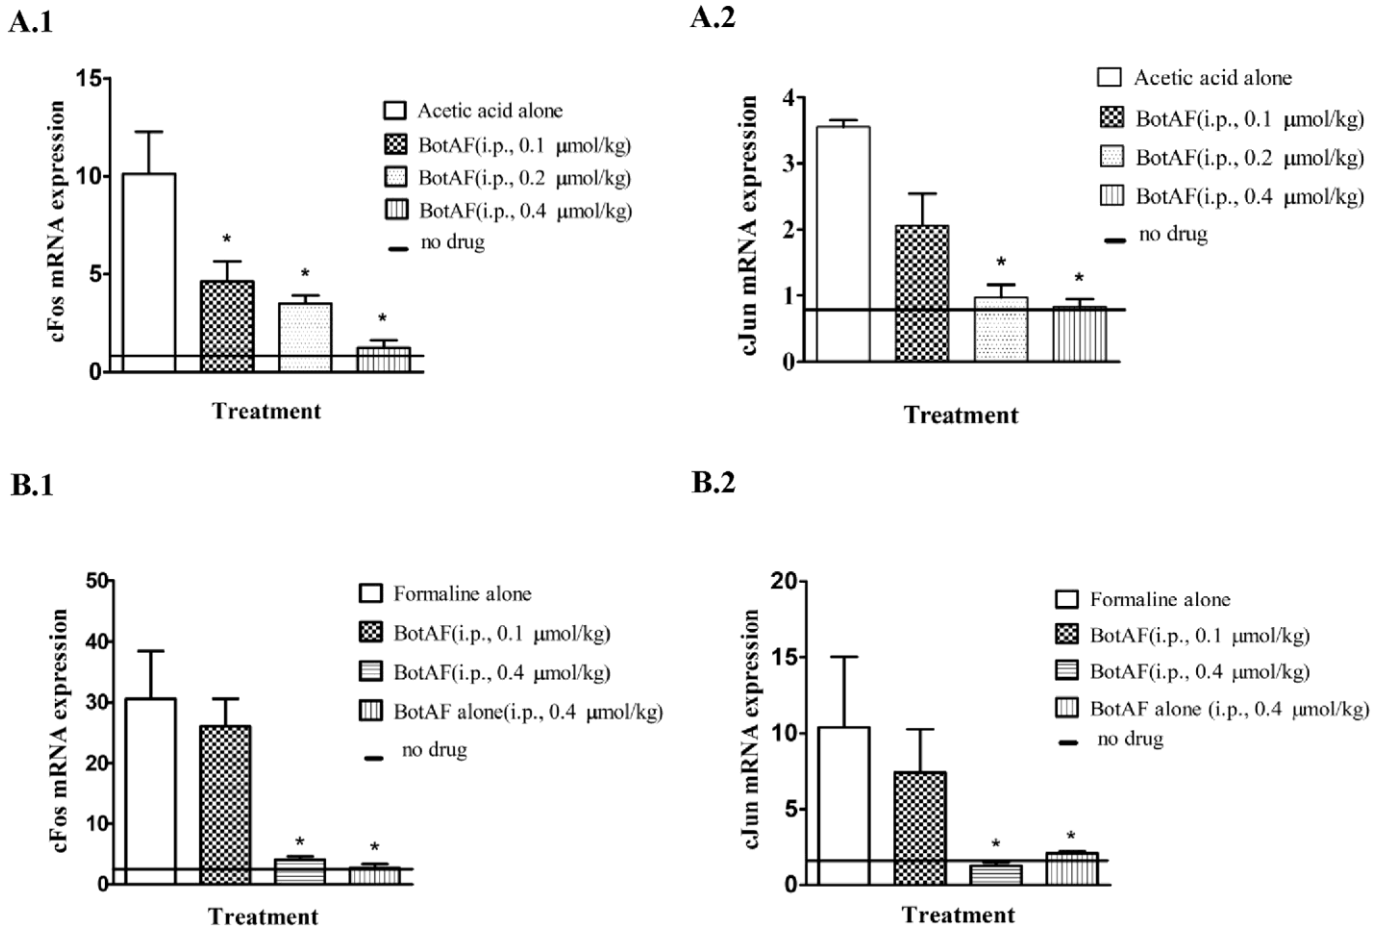 A.1
cFos mRNA expression
15
10
5
0
*
*
*
Treatment
Acetic acid alone
BotAF(i.p., 0.1 μmol/kg)
BotAF(i.p., 0.2 μmol/kg)
BotAF(i.p., 0.4 μmol/kg)
no drug
A.2
cJun mRNA expression
4
3
2
1
0
*
*
Treatment
Acetic acid alone
BotAF(i.p., 0.1 μmol/kg)
BotAF(i.p., 0.2 μmol/kg)
BotAF(i.p., 0.4 μmol/kg)
no drug
B.1
cFos mRNA expression
50
40
30
20
10
0
*
*
Treatment
Formaline alone
BotAF(i.p., 0.1 μmol/kg)
BotAF(i.p., 0.4 μmol/kg)
BotAF alone(i.p., 0.4 μmol/kg)
no drug
B.2
cJun mRNA expression
20
15
10
5
0
*
*
Treatment
Formaline alone
BotAF(i.p., 0.1 μmol/kg)
BotAF(i.p., 0.4 μmol/kg)
BotAF alone (i.p., 0.4 μmol/kg)
no drug